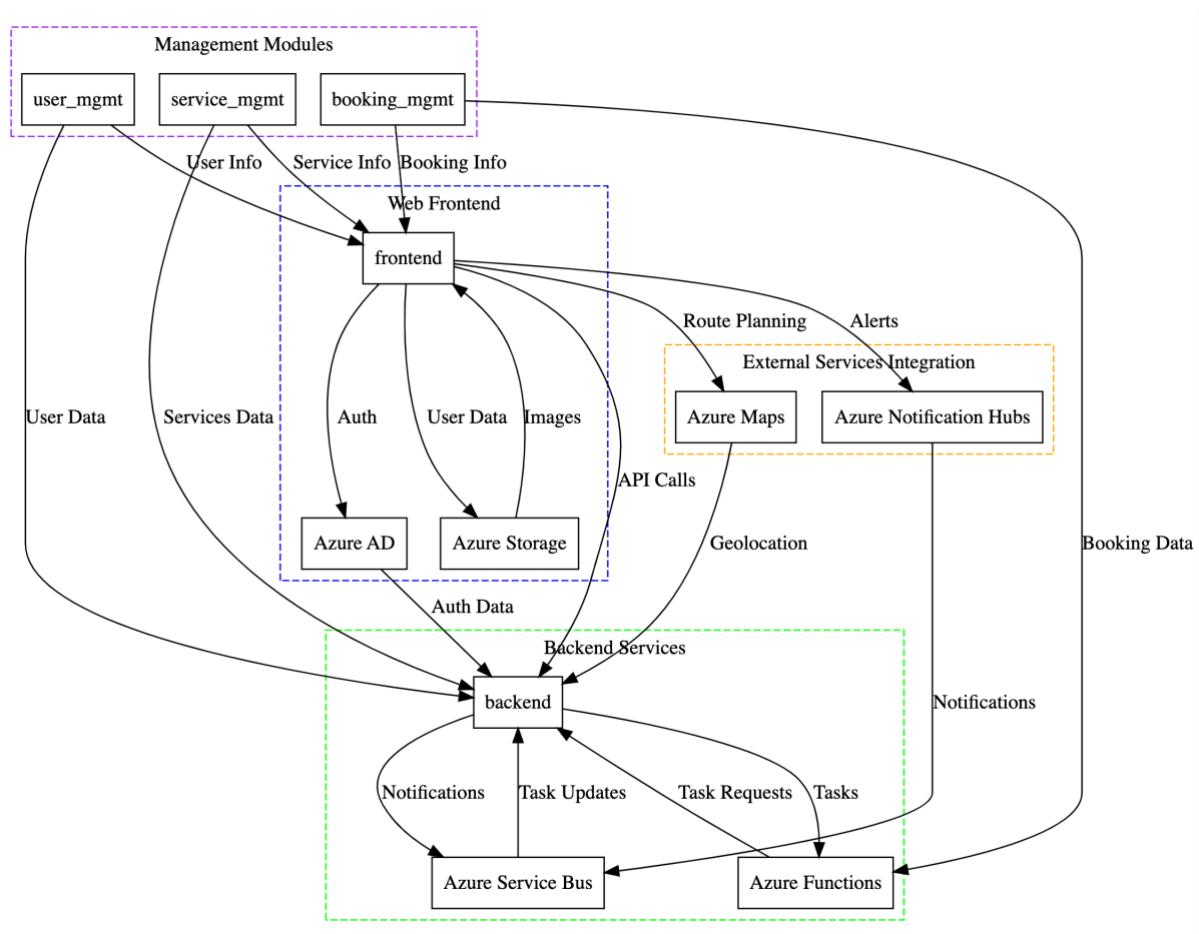 Management Modules
user_mgmt
service_mgmt
booking_mgmt
User Info
Service Info
Booking Info
Web Frontend
frontend
Route Planning
Alerts
External Services Integration
User Data
Services Data
Auth
User Data
Images
Azure Maps
Azure Notification Hubs
API Calls
Azure AD
Azure Storage
Geolocation
Booking Data
Auth Data
Backend Services
backend
Notifications
Notifications
Task Updates
Task Requests
Tasks
Azure Service Bus
Azure Functions